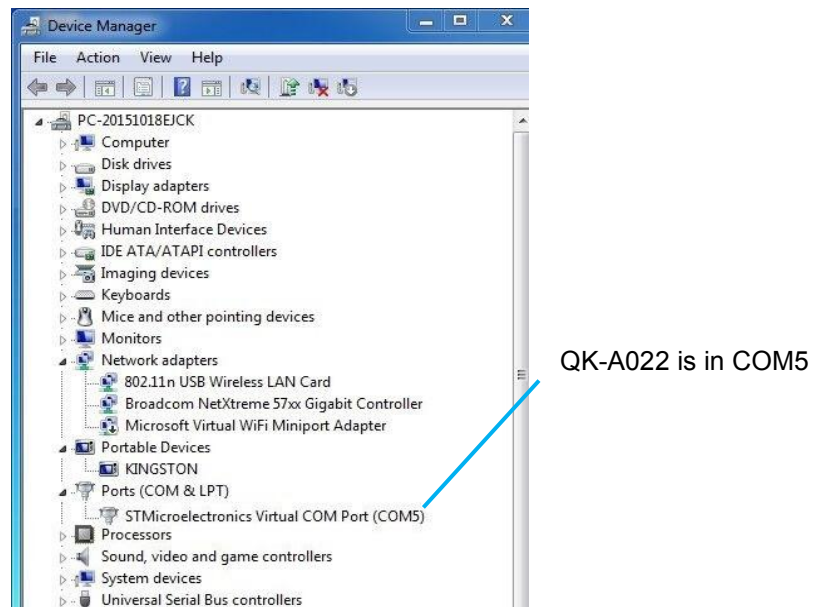 Device Manager
File Action View Help
PC-20151018EJCK
Computer
Disk drives
Display adapters
DVD/CD-ROM drives
Human Interface Devices
IDE ATA/ATAPI controllers
Imaging devices
Keyboards
Mice and other pointing devices
Monitors
Network adapters
802.11n USB Wireless LAN Card
Broadcom NetXtreme 57xx Gigabit Controller
Microsoft Virtual WiFi Miniport Adapter
Portable Devices
KINGSTON
Ports (COM & LPT)
STMicroelectronics Virtual COM Port (COM5)
Processors
Sound, video and game controllers
System devices
Universal Serial Bus controllers
QK-A022 is in COM5